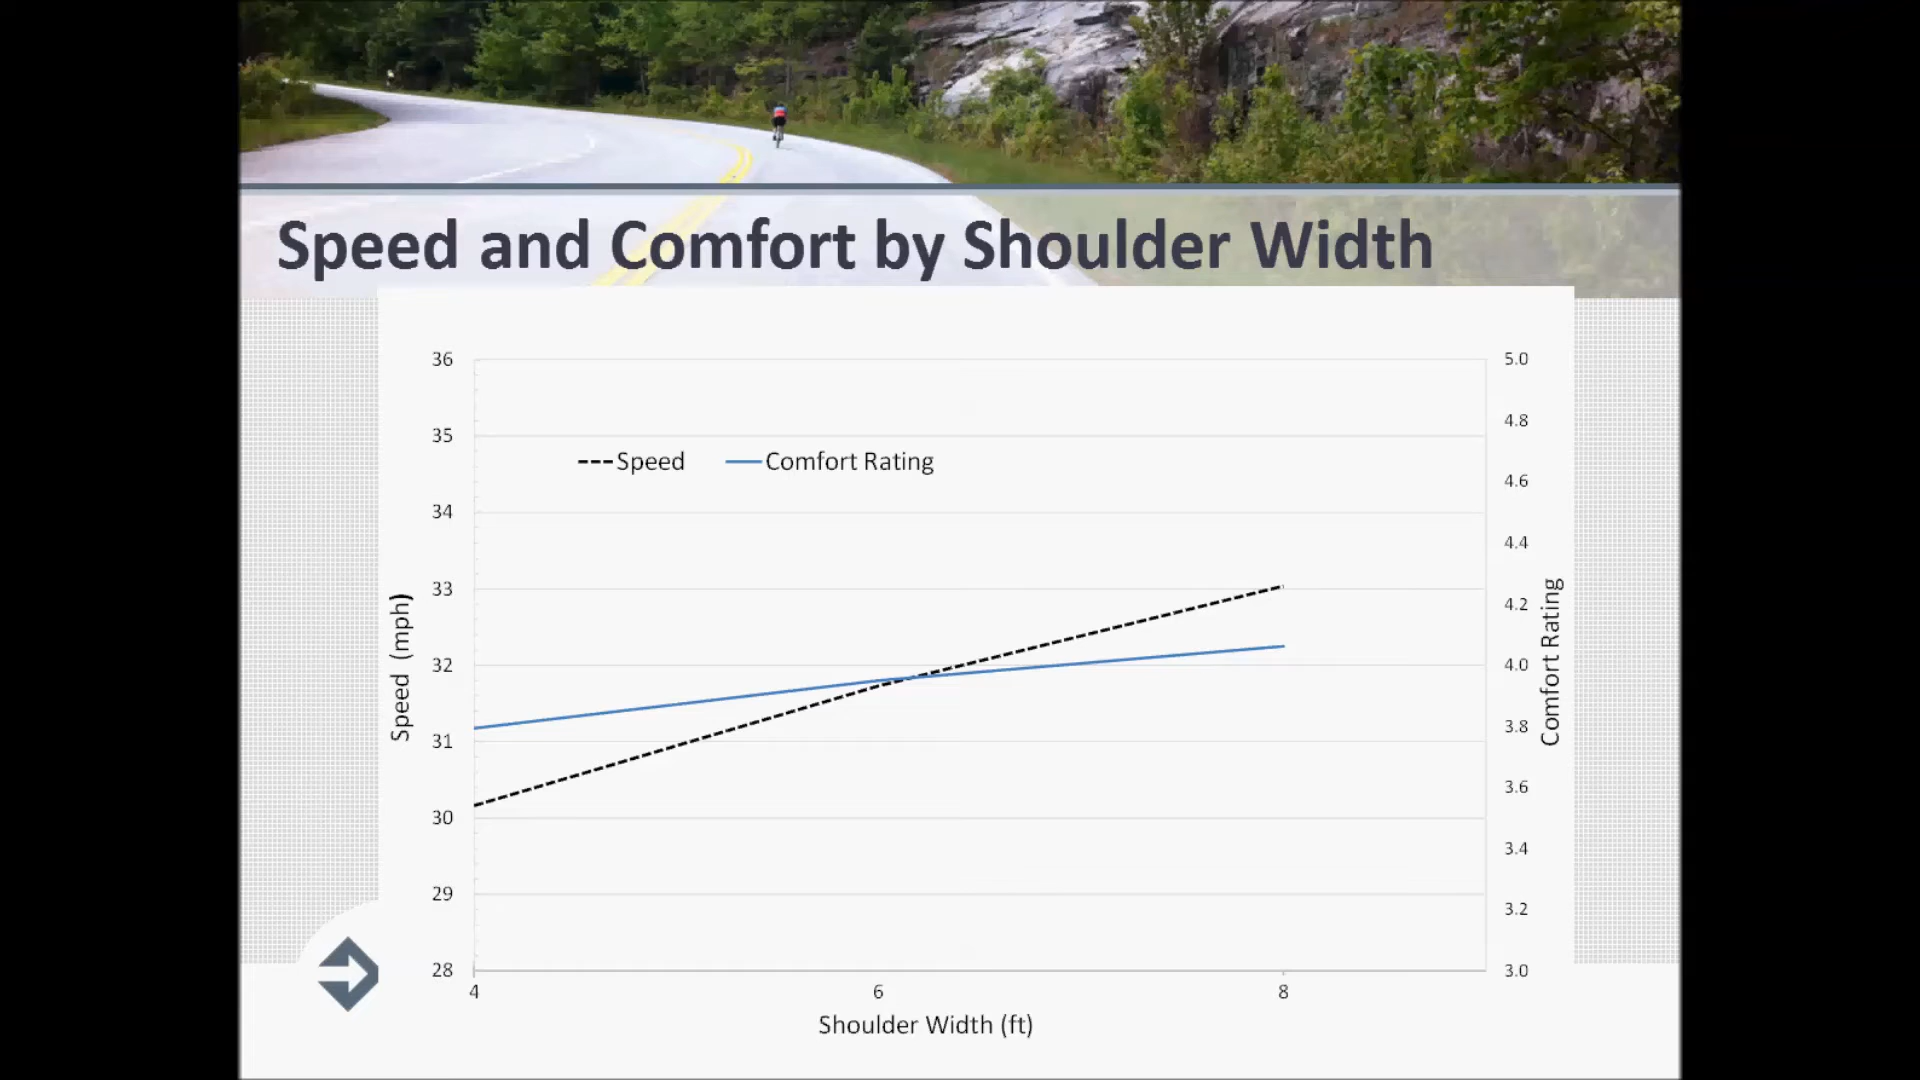 Speed and Comfort by Shoulder Width
36
35
34
33
32
31
30
29
28
Speed (mph)
Speed
Comfort Rating
5.0
4.8
4.6
4.4
4.2
4.0
3.8
3.6
3.4
3.2
3.0
Comfort Rating
4 6 8
Shoulder Width (ft)